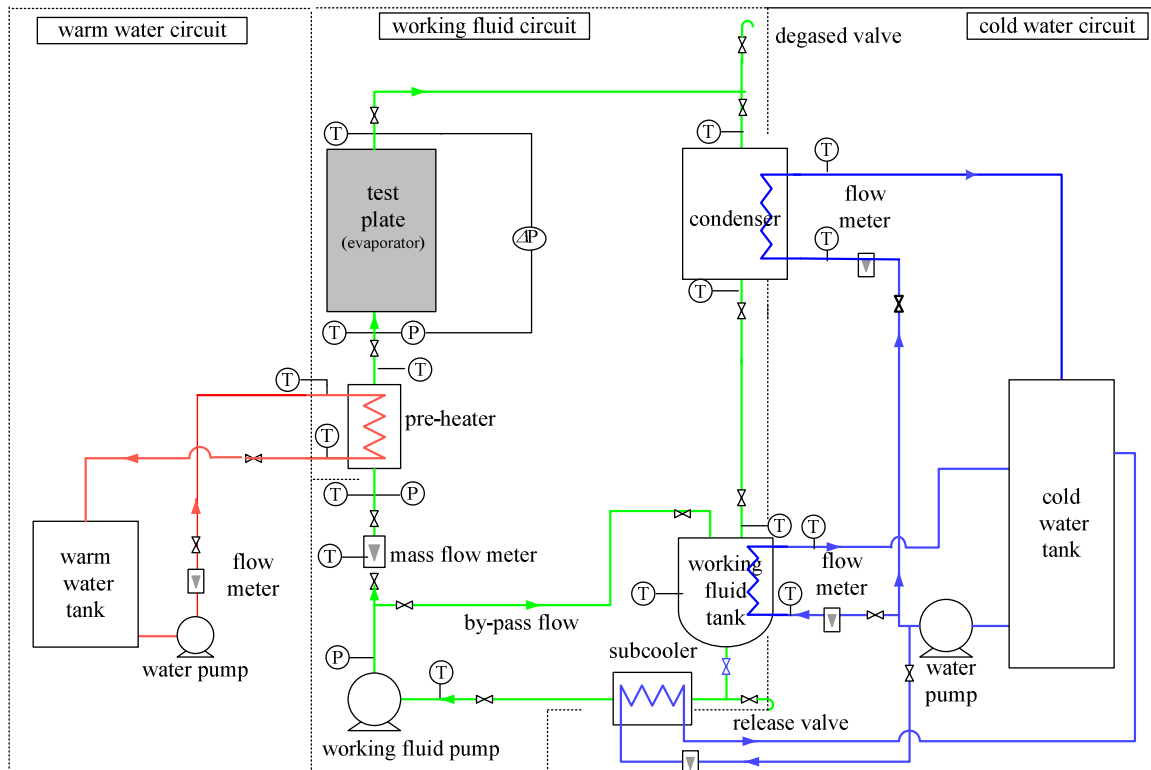 warm water circuit
working fluid circuit
cold water circuit
degased valve
T
T
T
test
plate
(evaporator)
ΔP
condenser
flow
meter
T
T
T
P
T
T
T
pre-heater
T
P
T
mass flow meter
warm
water
tank
flow
meter
water pump
by-pass flow
T
T
working
fluid
tank
T
T
flow
meter
cold
water
tank
water
pump
P
T
subcooler
working fluid pump
release valve